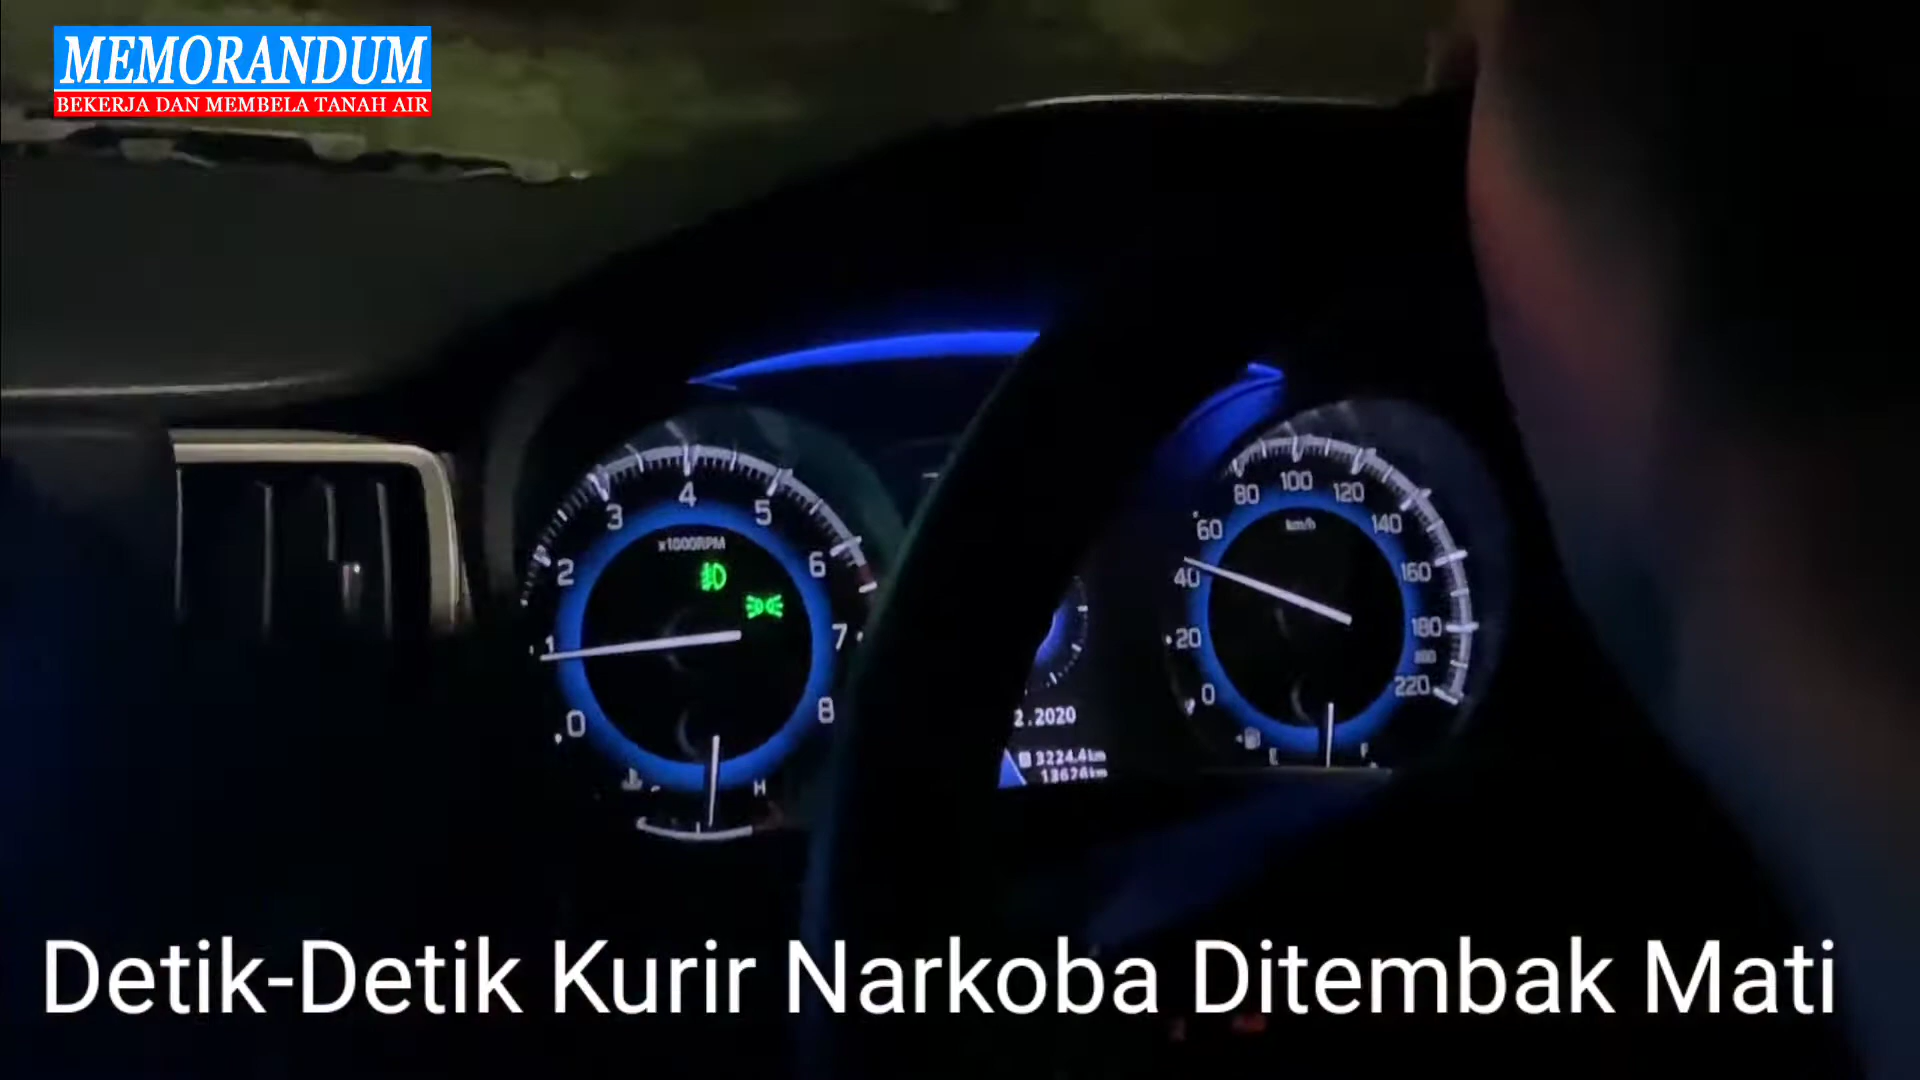 MEMORANDUM
BEKERJA DAN MEMBELA TANAH AIR
4
3
5
x1000RPM
2
6
1
7
0
8
H
2.2020
3224.4km
80
100
120
60
km/h
140
40
160
20
180
0
220
E
F
Detik-Detik Kurir Narkoba Ditembak Mati